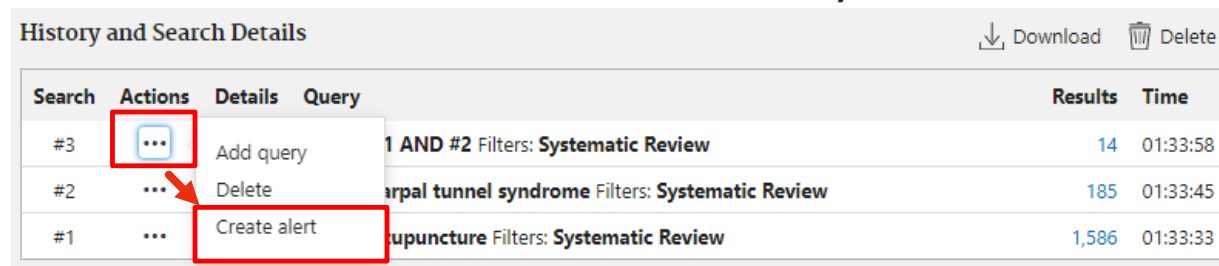 History and Search Details Download Delete
Search Actions Details Query Results Time
#3 ... Add query 1 AND #2 Filters: Systematic Review 14 01:33:58
#2 ... Delete arpal tunnel syndrome Filters: Systematic Review 185 01:33:45
#1 ... Create alert cupuncture Filters: Systematic Review 1,586 01:33:33